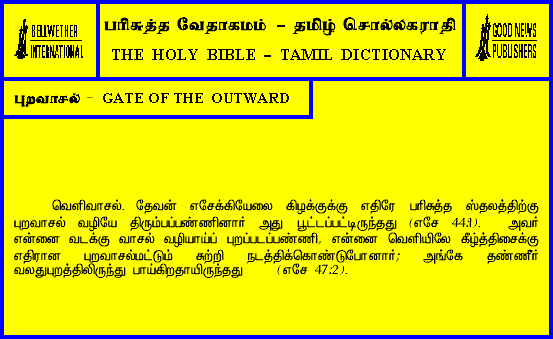 BELLWETHER
INTERNATIONAL
பரிசுத்த வேதாகமம் - தமிழ் சொல்லகராதி
THE HOLY BIBLE - TAMIL DICTIONARY
GOOD NEWS
PUBLISHERS
புறவாசல் - GATE OF THE OUTWARD
வெளிவாசல். தேவன் எசேக்கியேலை கிழக்குக்கு எதிரே பரிசுத்த ஸ்தலத்திற்கு
புறவாசல் வழியே திரும்பப்பண்ணினார் அது பூட்டப்பட்டிருந்தது (எசே 44:1). அவர்
என்னை வடக்கு வாசல் வழியாய்ப் புறப்படப்பண்ணி, என்னை வெளியிலே கீழ்த்திசைக்கு
எதிரான புறவாசல்மட்டும் சுற்றி நடத்திக்கொண்டுபோனார்; அங்கே தண்ணீர்
வலதுபுறத்திலிருந்து பாய்கிறதாயிருந்தது (எசே 47:2).